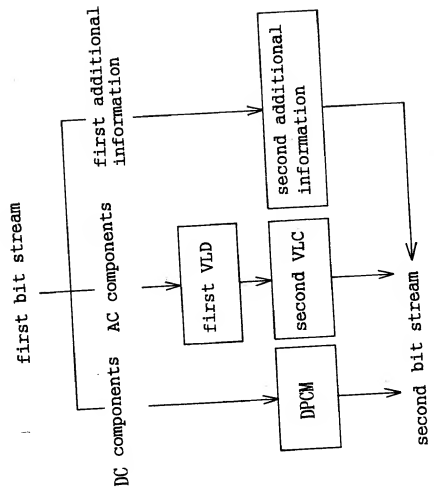 first bit stream
DC components
AC components
first additional
information
first VLD
DPCM
second VLC
second additional
information
second bit stream